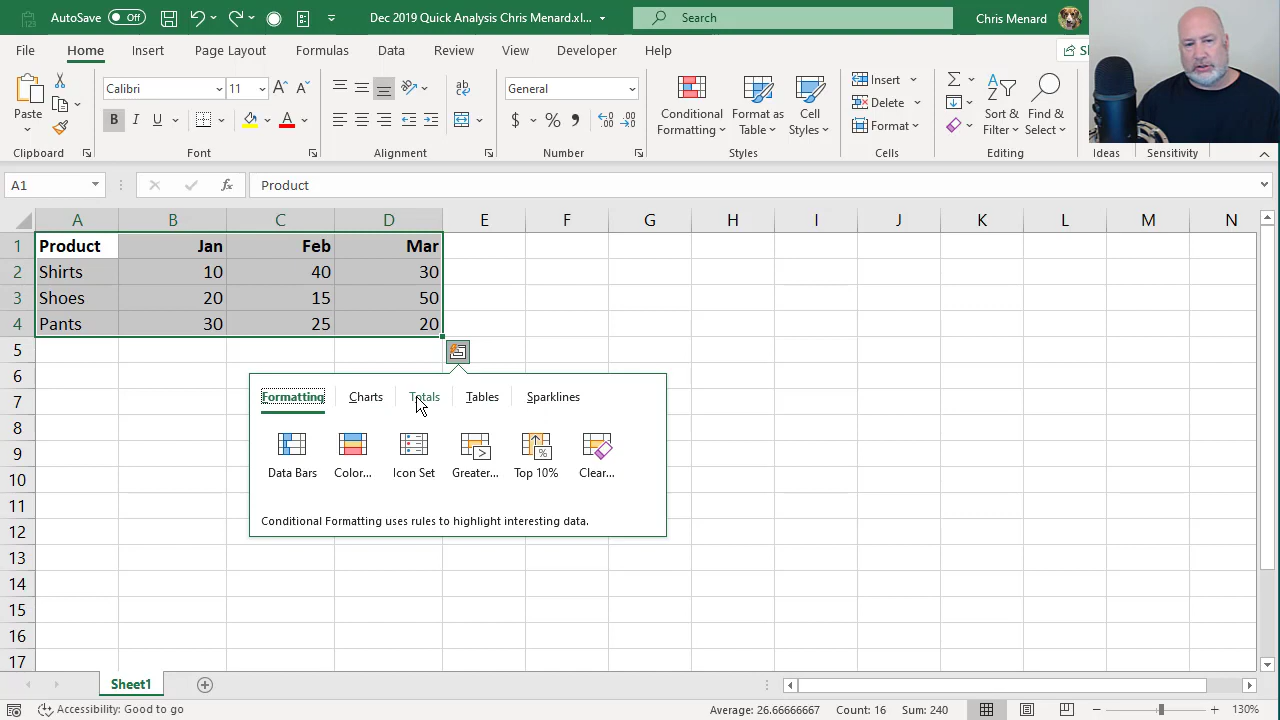 AutoSave Off Dec 2019 Quick Analysis Chris Menard.xl... Search Chris Menard
File Home Insert Page Layout Formulas Data Review View Developer Help Sh
Paste Calibri 11 General Conditional Formatting Format as Table Cell Styles Insert Delete Format Sort & Filter Find & Select
Clipboard Font Alignment Number Styles Cells Editing Ideas Sensitivity
A1 fx Product
A B C D E F G H I J K L M N
1 Product Jan Feb Mar
2 Shirts 10 40 30
3 Shoes 20 15 50
4 Pants 30 25 20
5
6
7
8
9
10
11
12
13
14
15
16
17
Formatting Charts Totals Tables Sparklines
Data Bars Color... Icon Set Greater... Top 10% Clear...
Conditional Formatting uses rules to highlight interesting data.
Sheet1
Accessibility: Good to go Average: 26.66666667 Count: 16 Sum: 240 130%